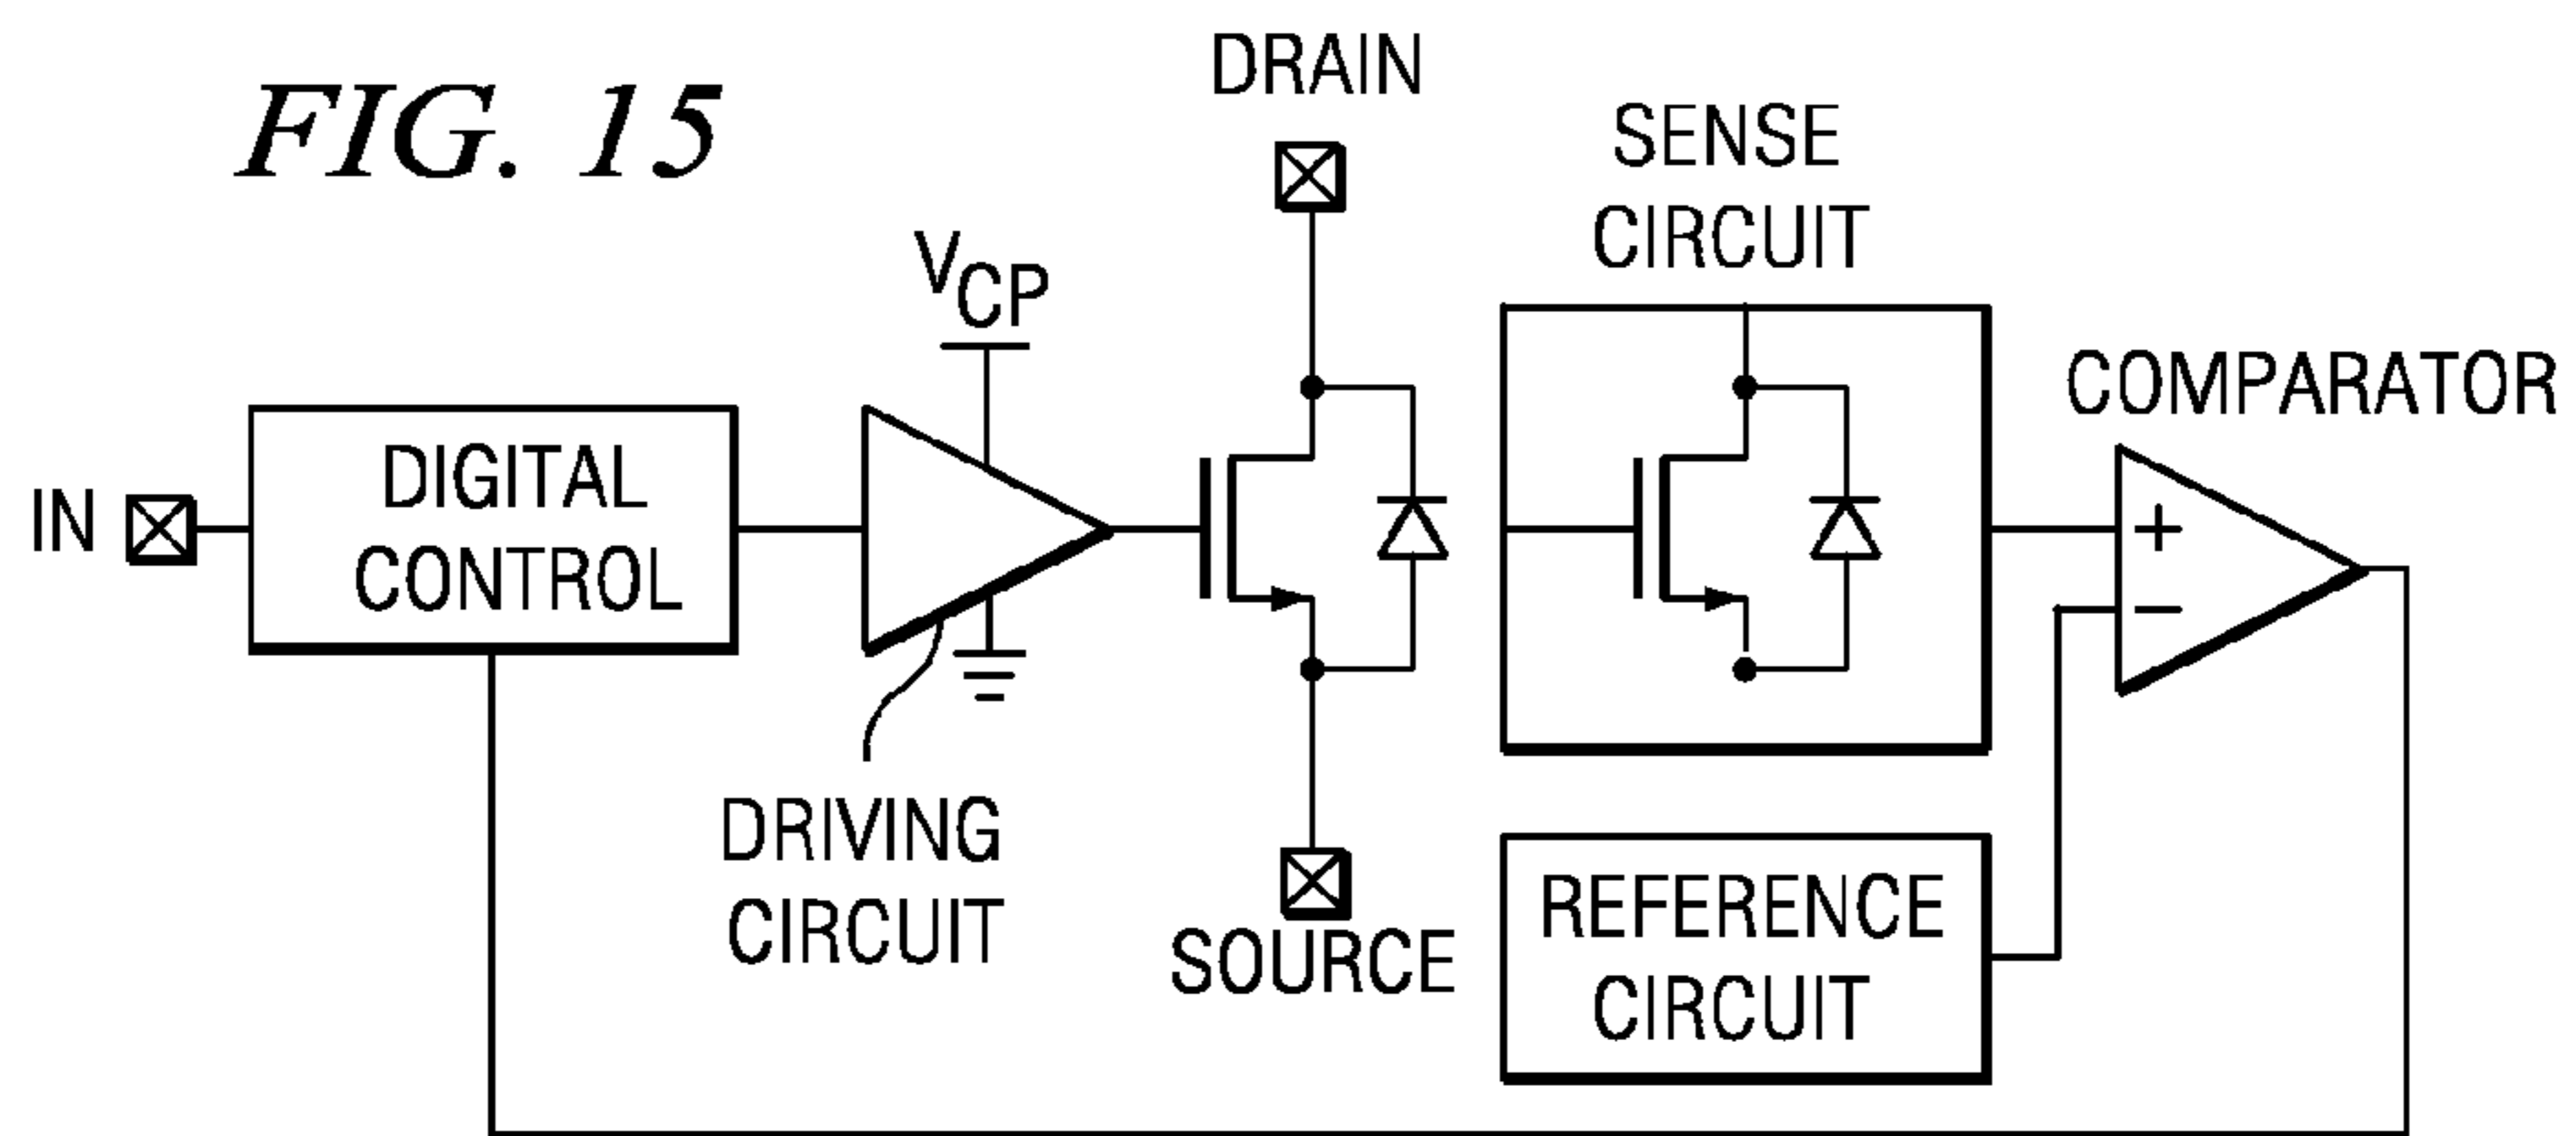 FIG. 15
DRAIN
SENSE
CIRCUIT
VCP
COMPARATOR
IN
DIGITAL
CONTROL
+
−
DRIVING
CIRCUIT
SOURCE
REFERENCE
CIRCUIT